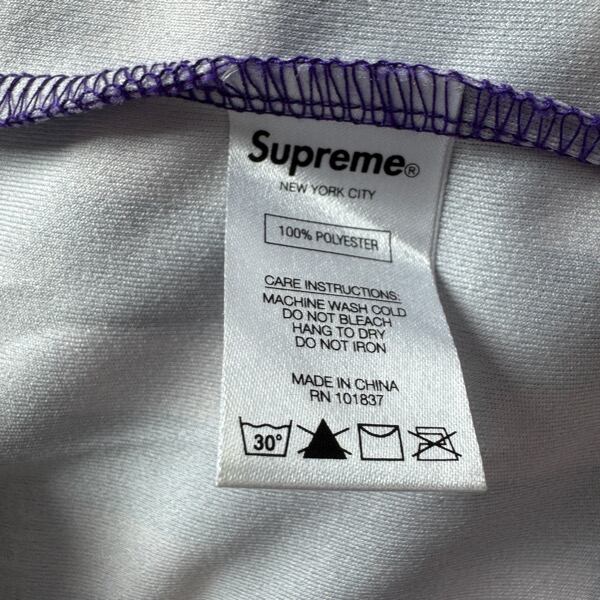 Supreme®
NEW YORK CITY
100% POLYESTER
CARE INSTRUCTIONS:
MACHINE WASH COLD
DO NOT BLEACH
HANG TO DRY
DO NOT IRON
MADE IN CHINA
RN 101837
30°